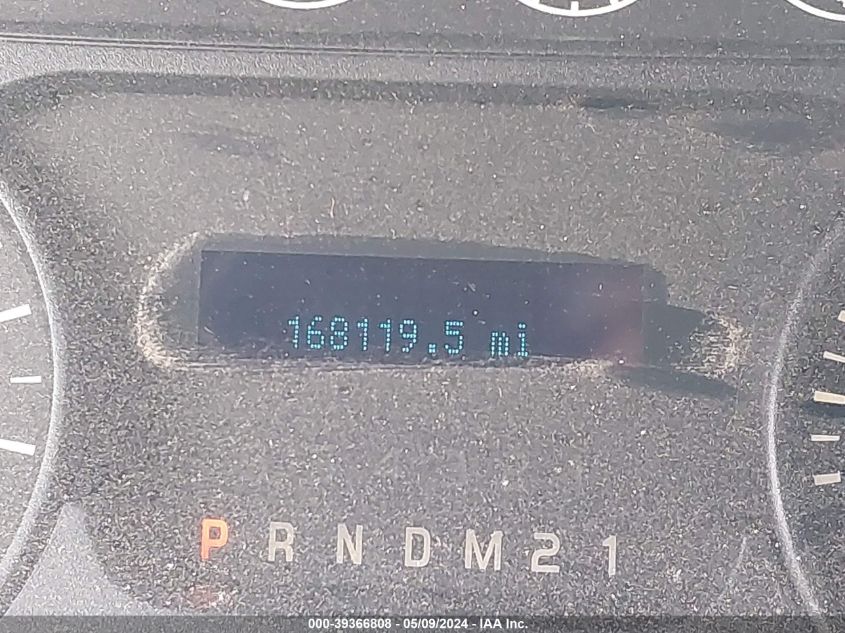 168119.5 mi
P R N D M 2 1
000-39366808 - 05/09/2024 - IAA Inc.